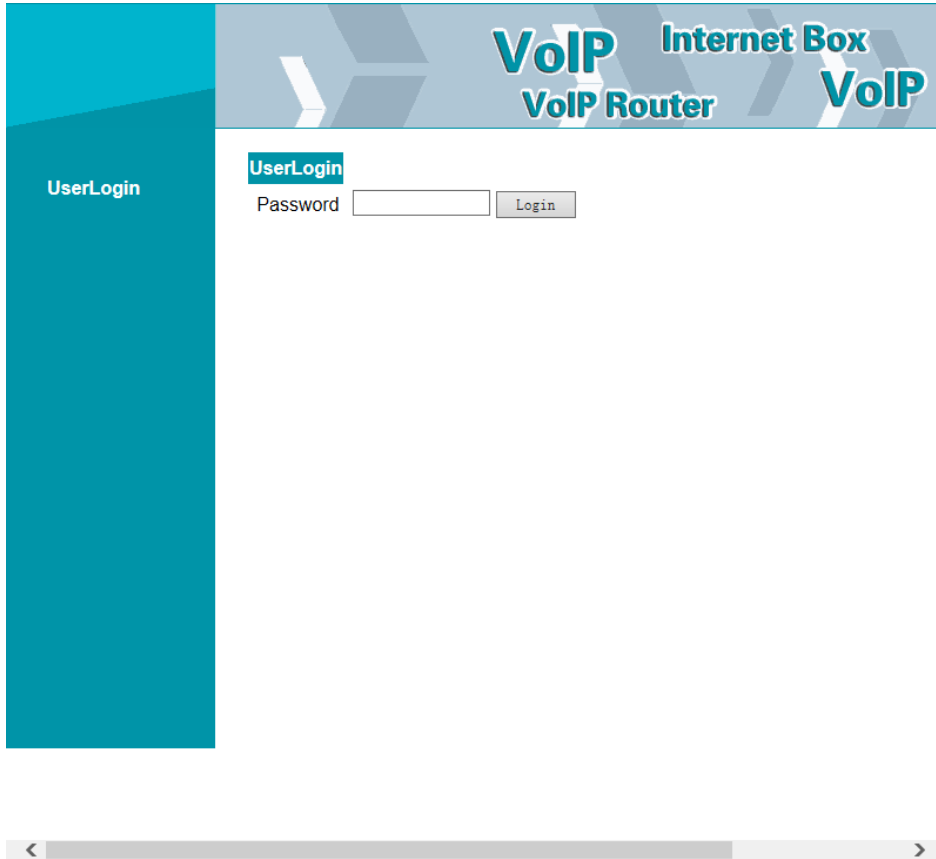 VoIP Internet Box
VoIP Router VoIP
UserLogin
UserLogin
Password Login